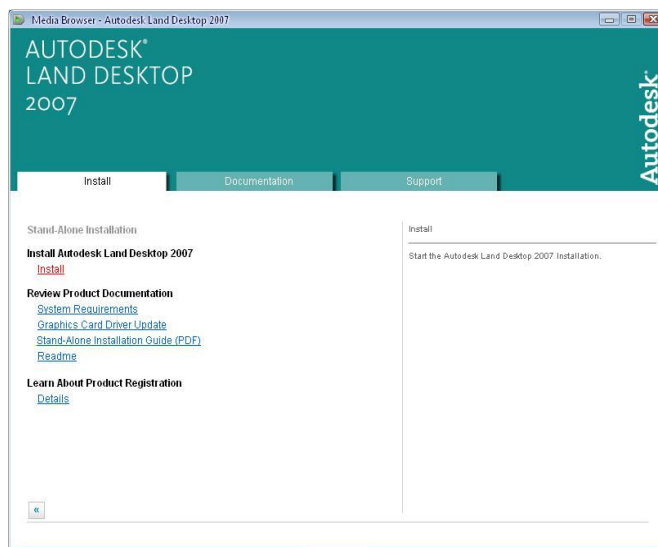 Media Browser - Autodesk Land Desktop 2007
AUTODESK®
LAND DESKTOP
2007
Autodesk®
Install
Documentation
Support
Stand-Alone Installation
Install Autodesk Land Desktop 2007
Install
Review Product Documentation
System Requirements
Graphics Card Driver Update
Stand-Alone Installation Guide (PDF)
Readme
Learn About Product Registration
Details
«
Install
Start the Autodesk Land Desktop 2007 Installation.